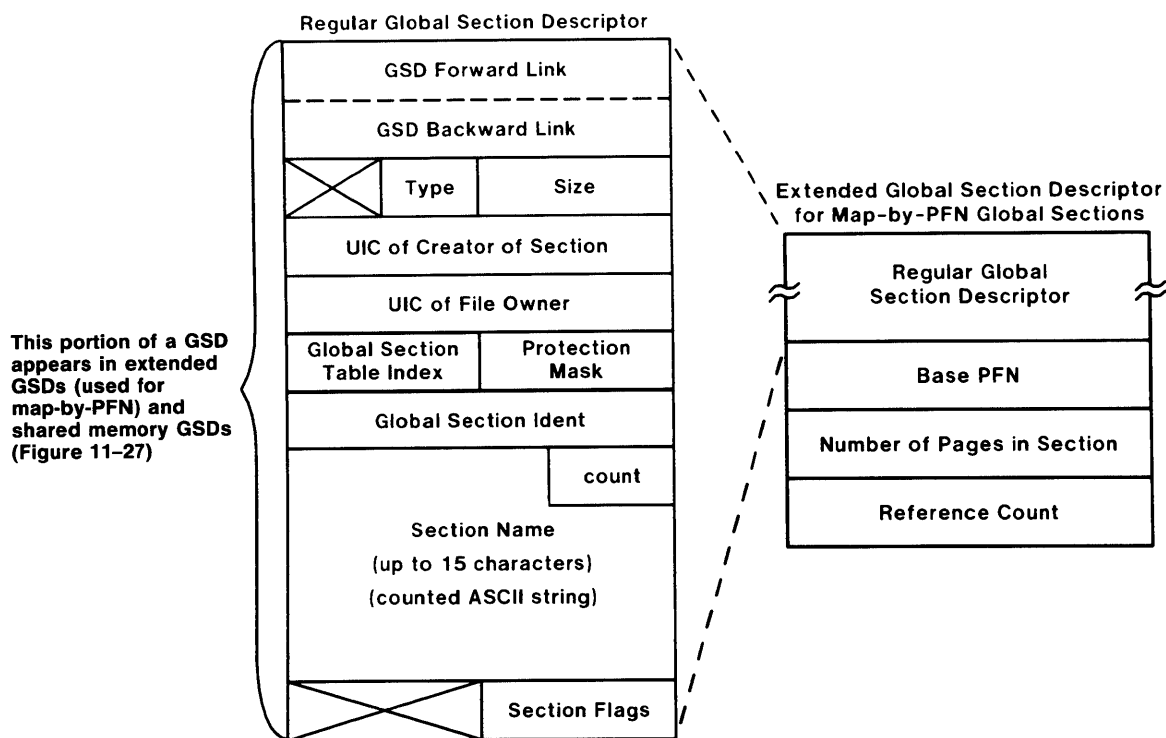 Regular Global Section Descriptor
GSD Forward Link
GSD Backward Link
Type
Size
UIC of Creator of Section
UIC of File Owner
Global Section
Table Index
Protection
Mask
Global Section Ident
count
Section Name
(up to 15 characters)
(counted ASCII string)
Section Flags
This portion of a GSD
appears in extended
GSDs (used for
map-by-PFN) and
shared memory GSDs
(Figure 11–27)
Extended Global Section Descriptor
for Map-by-PFN Global Sections
Regular Global
Section Descriptor
Base PFN
Number of Pages in Section
Reference Count